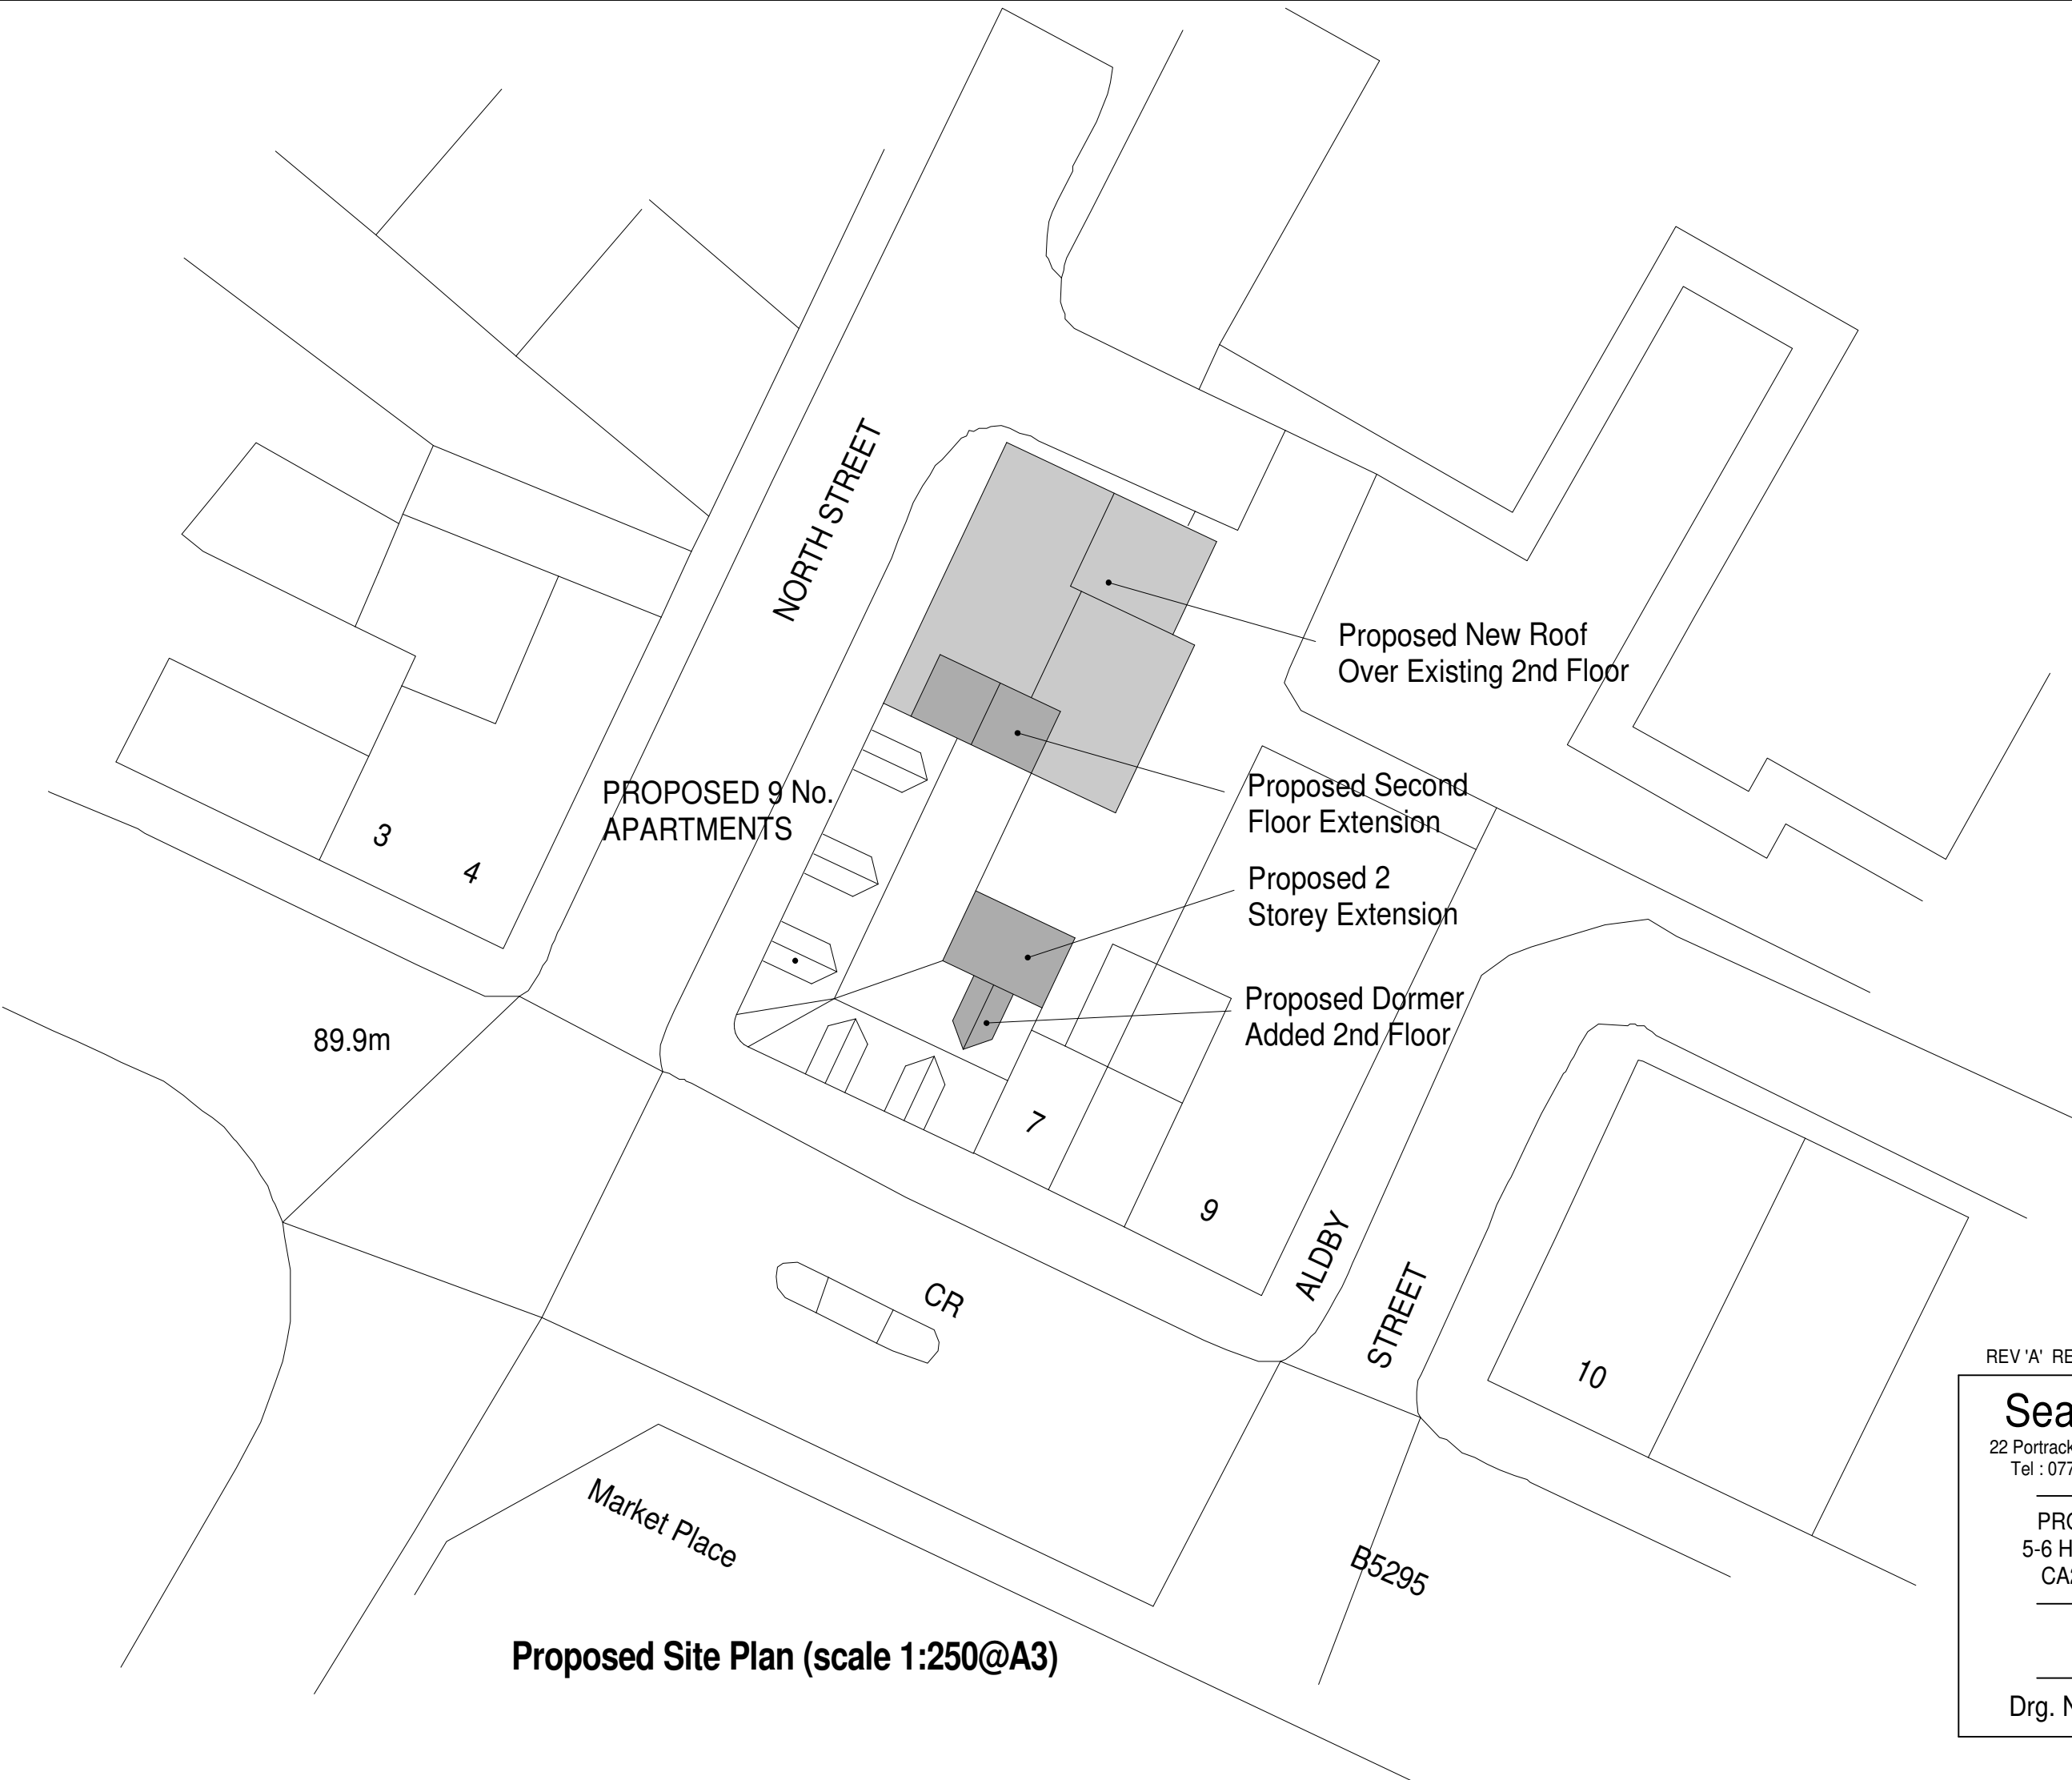 NORTH STREET
Proposed New Roof
Over Existing 2nd Floor
PROPOSED 9 No.
APARTMENTS
Proposed Second
Floor Extension
Proposed 2
Storey Extension
Proposed Dormer
Added 2nd Floor
3
4
89.9m
7
9
ALDBY
STREET
CR
10
Market Place
B5295
Proposed Site Plan (scale 1:250@A3)
REV 'A' RE
Sea
22 Portrack
Tel : 077
PRO
5-6 H
CA2
Drg. N